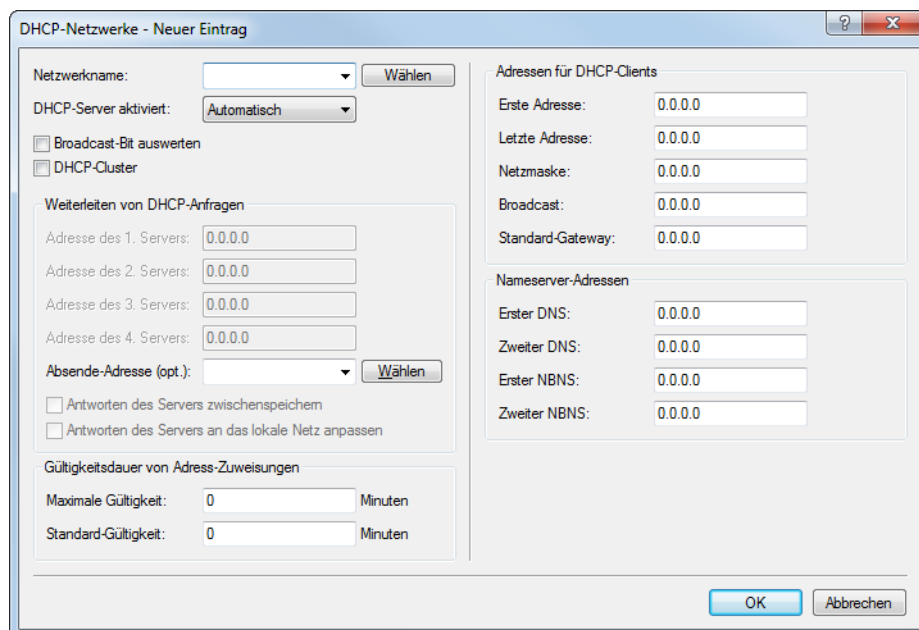 DHCP-Netzwerke - Neuer Eintrag
Netzwerkname:
Wählen
DHCP-Server aktiviert: Automatisch
Broadcast-Bit auswerten
DHCP-Cluster
Weiterleiten von DHCP-Anfragen
Adresse des 1. Servers: 0.0.0.0
Adresse des 2. Servers: 0.0.0.0
Adresse des 3. Servers: 0.0.0.0
Adresse des 4. Servers: 0.0.0.0
Absende-Adresse (opt.):
Wählen
Antworten des Servers zwischenspeichern
Antworten des Servers an das lokale Netz anpassen
Gültigkeitsdauer von Adress-Zuweisungen
Maximale Gültigkeit: 0 Minuten
Standard-Gültigkeit: 0 Minuten
Adressen für DHCP-Clients
Erste Adresse: 0.0.0.0
Letzte Adresse: 0.0.0.0
Netzmaske: 0.0.0.0
Broadcast: 0.0.0.0
Standard-Gateway: 0.0.0.0
Nameserver-Adressen
Erster DNS: 0.0.0.0
Zweiter DNS: 0.0.0.0
Erster NBNS: 0.0.0.0
Zweiter NBNS: 0.0.0.0
OK
Abbrechen